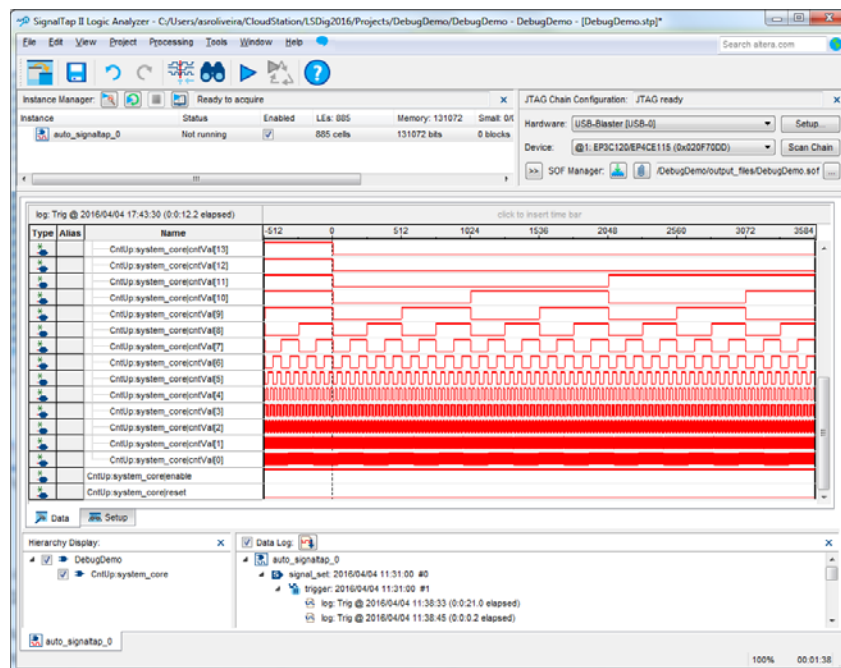 SignalTap II Logic Analyzer - C:/Users/asroliveira/CloudStation/LSDig2016/Projects/DebugDemo/DebugDemo - DebugDemo - [DebugDemo.stp]*
File Edit View Project Processing Tools Window Help
Search altera.com
Instance Manager: Ready to acquire
Instance Status Enabled LEs: 885 Memory: 131072 Small: 0/0
auto_signaltap_0 Not running 885 cells 131072 bits 0 blocks
JTAG Chain Configuration: JTAG ready
Hardware: USB-Blaster [USB-0] Setup...
Device: @1: EP3C120/EP4CE115 (0x020F70DD) Scan Chain
>> SOF Manager: /DebugDemo/output_files/DebugDemo.sof ...
log: Trig @ 2016/04/04 17:43:30 (0:0:12.2 elapsed) click to insert time bar
Type Alias Name -512 0 512 1024 1536 2048 2560 3072 3584
CntUp:system_core|cntVal[13]
CntUp:system_core|cntVal[12]
CntUp:system_core|cntVal[11]
CntUp:system_core|cntVal[10]
CntUp:system_core|cntVal[9]
CntUp:system_core|cntVal[8]
CntUp:system_core|cntVal[7]
CntUp:system_core|cntVal[6]
CntUp:system_core|cntVal[5]
CntUp:system_core|cntVal[4]
CntUp:system_core|cntVal[3]
CntUp:system_core|cntVal[2]
CntUp:system_core|cntVal[1]
CntUp:system_core|cntVal[0]
CntUp:system_core|enable
CntUp:system_core|reset
Data Setup
Hierarchy Display:
DebugDemo
CntUp:system_core
Data Log:
auto_signaltap_0
signal_set: 2016/04/04 11:31:00 #0
trigger: 2016/04/04 11:31:00 #1
log: Trig @ 2016/04/04 11:38:33 (0:0:21.0 elapsed)
log: Trig @ 2016/04/04 11:38:45 (0:0:0.2 elapsed)
auto_signaltap_0
100% 00:01:38